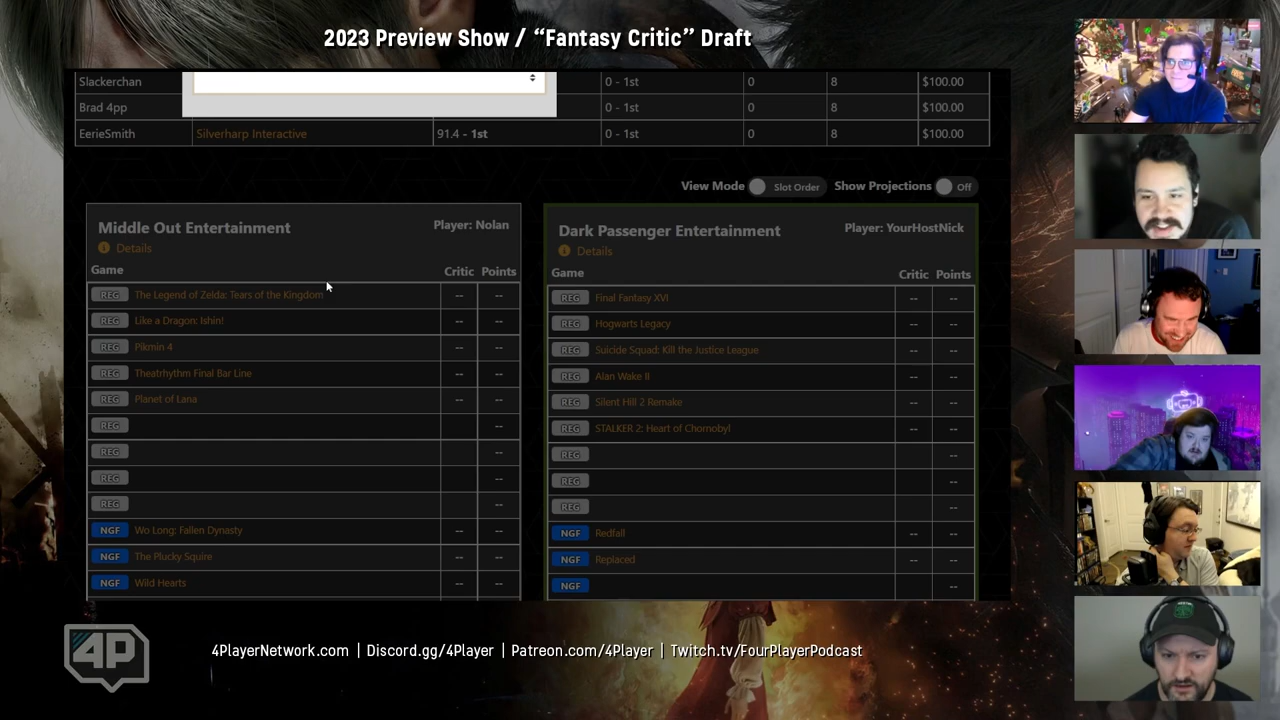 2023 Preview Show / “Fantasy Critic” Draft
Slackerchan 0 - 1st 0 8 $100.00
Brad 4pp 0 - 1st 0 8 $100.00
EerieSmith Silverharp Interactive 91.4 - 1st 0 - 1st 0 8 $100.00
View Mode Slot Order Show Projections Off
Middle Out Entertainment Player: Nolan
Details
Game Critic Points
REG The Legend of Zelda: Tears of the Kingdom -- --
REG Like a Dragon: Ishin! -- --
REG Pikmin 4 -- --
REG Theatrhythm Final Bar Line -- --
REG Planet of Lana -- --
REG --
REG --
REG --
REG --
NGF Wo Long: Fallen Dynasty -- --
NGF The Plucky Squire -- --
NGF Wild Hearts -- --
Dark Passenger Entertainment Player: YourHostNick
Details
Game Critic Points
REG Final Fantasy XVI -- --
REG Hogwarts Legacy -- --
REG Suicide Squad: Kill the Justice League -- --
REG Alan Wake II -- --
REG Silent Hill 2 Remake -- --
REG STALKER 2: Heart of Chornobyl -- --
REG --
REG --
REG --
NGF Redfall -- --
NGF Replaced -- --
NGF --
4P
4PlayerNetwork.com | Discord.gg/4Player | Patreon.com/4Player | Twitch.tv/FourPlayerPodcast